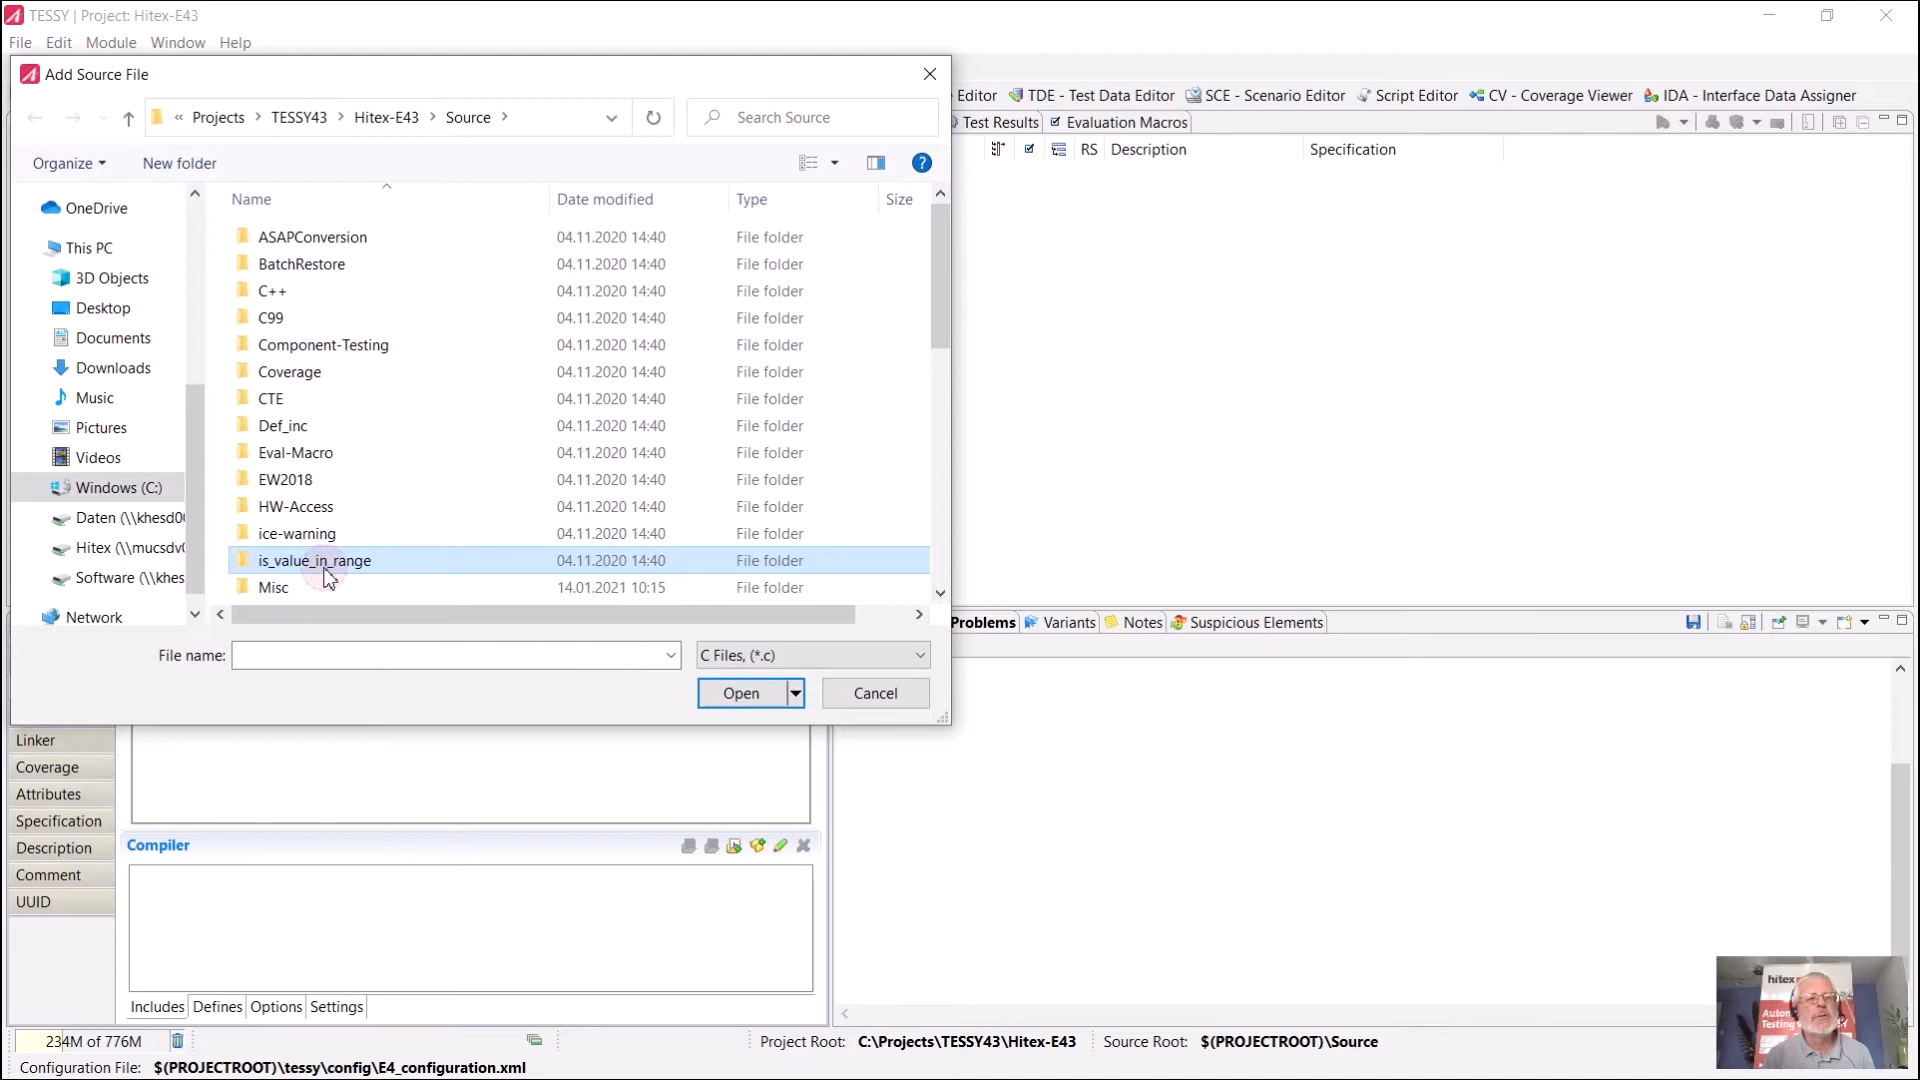 TESSY | Project: Hitex-E43
File Edit Module Window Help
Add Source File
« Projects > TESSY43 > Hitex-E43 > Source >
Search Source
Organize New folder
OneDrive
This PC
3D Objects
Desktop
Documents
Downloads
Music
Pictures
Videos
Windows (C:)
Daten (\\khesd0
Hitex (\\mucsdv
Software (\\khes
Network
Name Date modified Type Size
ASAPConversion 04.11.2020 14:40 File folder
BatchRestore 04.11.2020 14:40 File folder
C++ 04.11.2020 14:40 File folder
C99 04.11.2020 14:40 File folder
Component-Testing 04.11.2020 14:40 File folder
Coverage 04.11.2020 14:40 File folder
CTE 04.11.2020 14:40 File folder
Def_inc 04.11.2020 14:40 File folder
Eval-Macro 04.11.2020 14:40 File folder
EW2018 04.11.2020 14:40 File folder
HW-Access 04.11.2020 14:40 File folder
ice-warning 04.11.2020 14:40 File folder
is_value_in_range 04.11.2020 14:40 File folder
Misc 14.01.2021 10:15 File folder
File name:
C Files, (*.c)
Open Cancel
Editor TDE - Test Data Editor SCE - Scenario Editor Script Editor CV - Coverage Viewer IDA - Interface Data Assigner
Test Results Evaluation Macros
RS Description Specification
Problems Variants Notes Suspicious Elements
Linker
Coverage
Attributes
Specification
Description
Comment
UUID
Compiler
Includes Defines Options Settings
234M of 776M
Project Root: C:\Projects\TESSY43\Hitex-E43 Source Root: $(PROJECTROOT)\Source
Configuration File: $(PROJECTROOT)\tessy\config\E4_configuration.xml
hitex
Autom
Testing